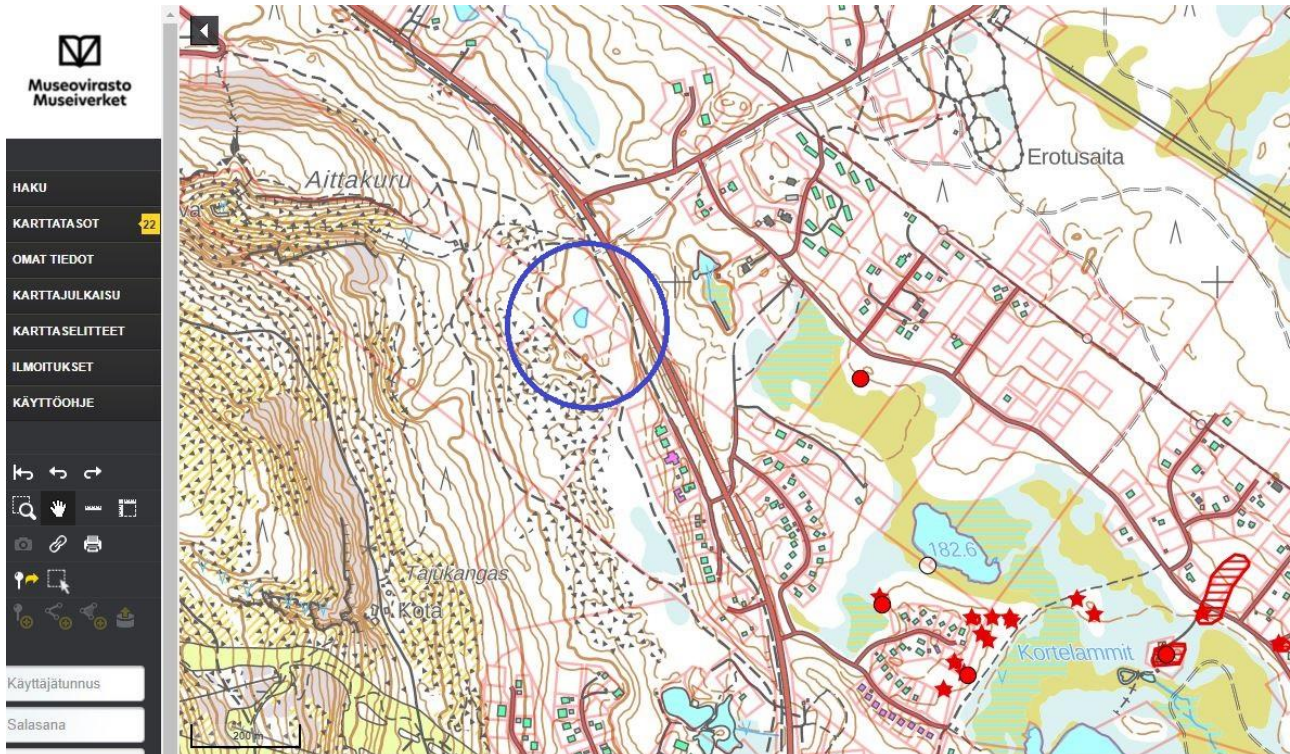 Museovirasto
Museiverket
HAKU
KARTTATASOT
22
OMAT TIEDOT
KARTTAJULKAISU
KARTTASELITTEET
ILMOITUKSET
KÄYTTÖOHJE
Käyttäjätunnus
Salasana
Aittakuru
Erotusaita
Tajukangas
Kota
182.6
Kortelammit
200 m